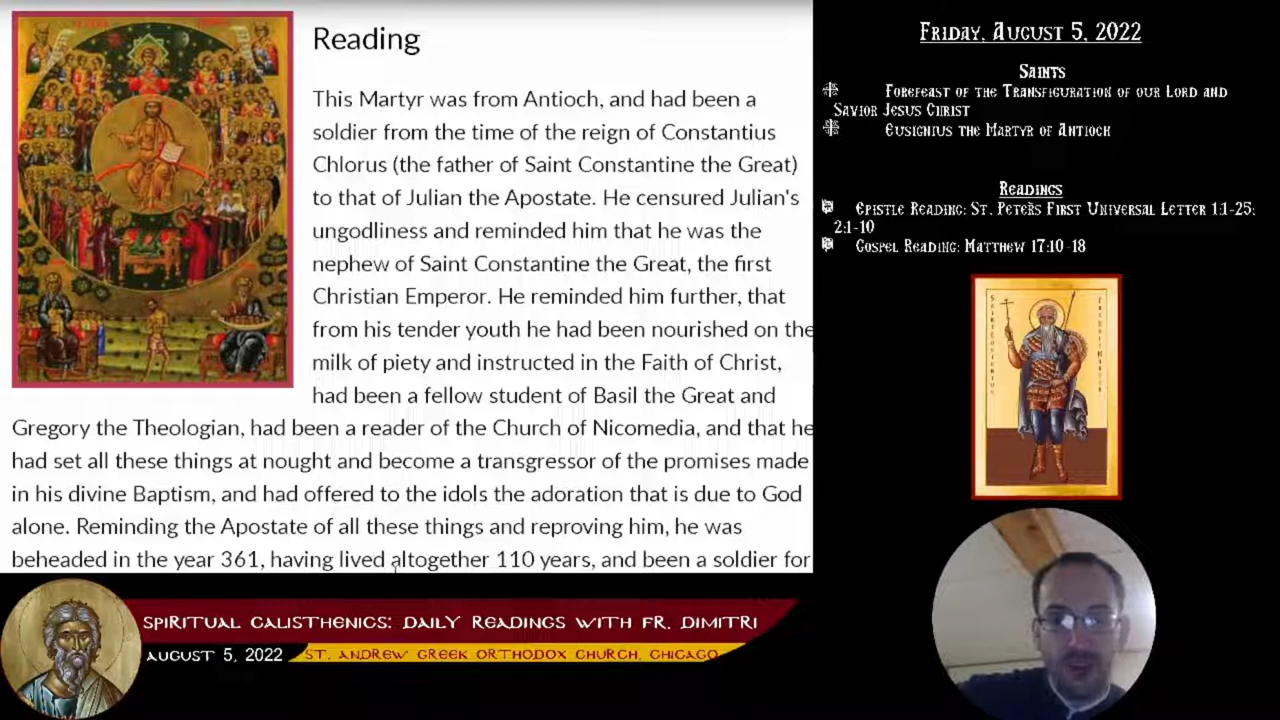 Reading
This Martyr was from Antioch, and had been a
soldier from the time of the reign of Constantius
Chlorus (the father of Saint Constantine the Great)
to that of Julian the Apostate. He censured Julian's
ungodliness and reminded him that he was the
nephew of Saint Constantine the Great, the first
Christian Emperor. He reminded him further, that
from his tender youth he had been nourished on the
milk of piety and instructed in the Faith of Christ,
had been a fellow student of Basil the Great and
Gregory the Theologian, had been a reader of the Church of Nicomedia, and that he
had set all these things at nought and become a transgressor of the promises made
in his divine Baptism, and had offered to the idols the adoration that is due to God
alone. Reminding the Apostate of all these things and reproving him, he was
beheaded in the year 361, having lived altogether 110 years, and been a soldier for
Friday, August 5, 2022
Saints
Forefeast of the Transfiguration of our Lord and
Savior Jesus Christ
Eusignius the Martyr of Antioch
Readings
Epistle Reading: St. Peter's First Universal Letter 1:1-25;
2:1-10
Gospel Reading: Matthew 17:10-18
SPIRITUAL CALISTHENICS: DAILY READINGS WITH FR. DIMITRI
AUGUST 5, 2022
ST. ANDREW GREEK ORTHODOX CHURCH, CHICAGO